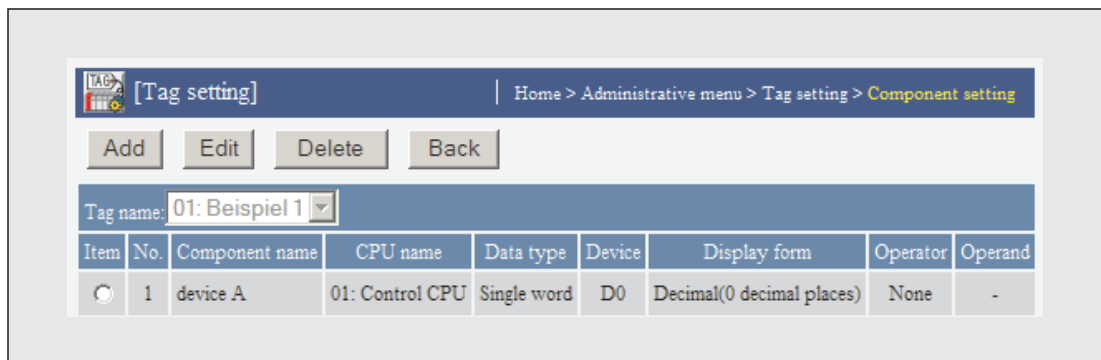 TAG
[Tag setting] | Home > Administrative menu > Tag setting > Component setting
Add Edit Delete Back
Tag name: 01: Beispiel 1
Item No. Component name CPU name Data type Device Display form Operator Operand
1 device A 01: Control CPU Single word D0 Decimal(0 decimal places) None -